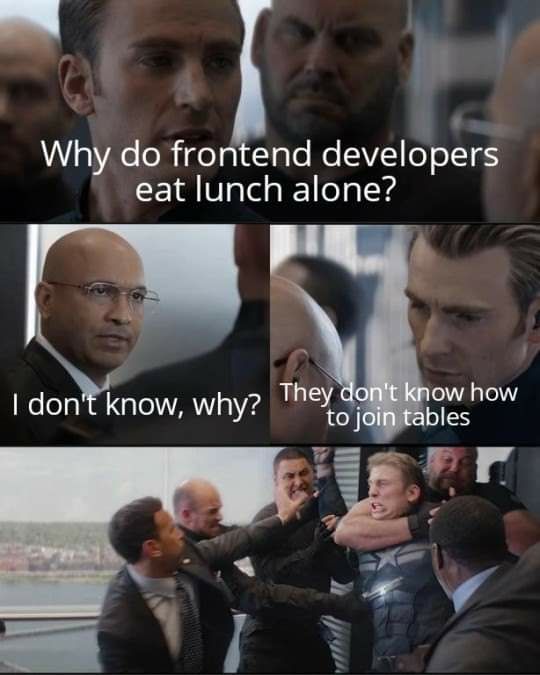 Why do frontend developers
eat lunch alone?
I don't know, why?
They don't know how
to join tables